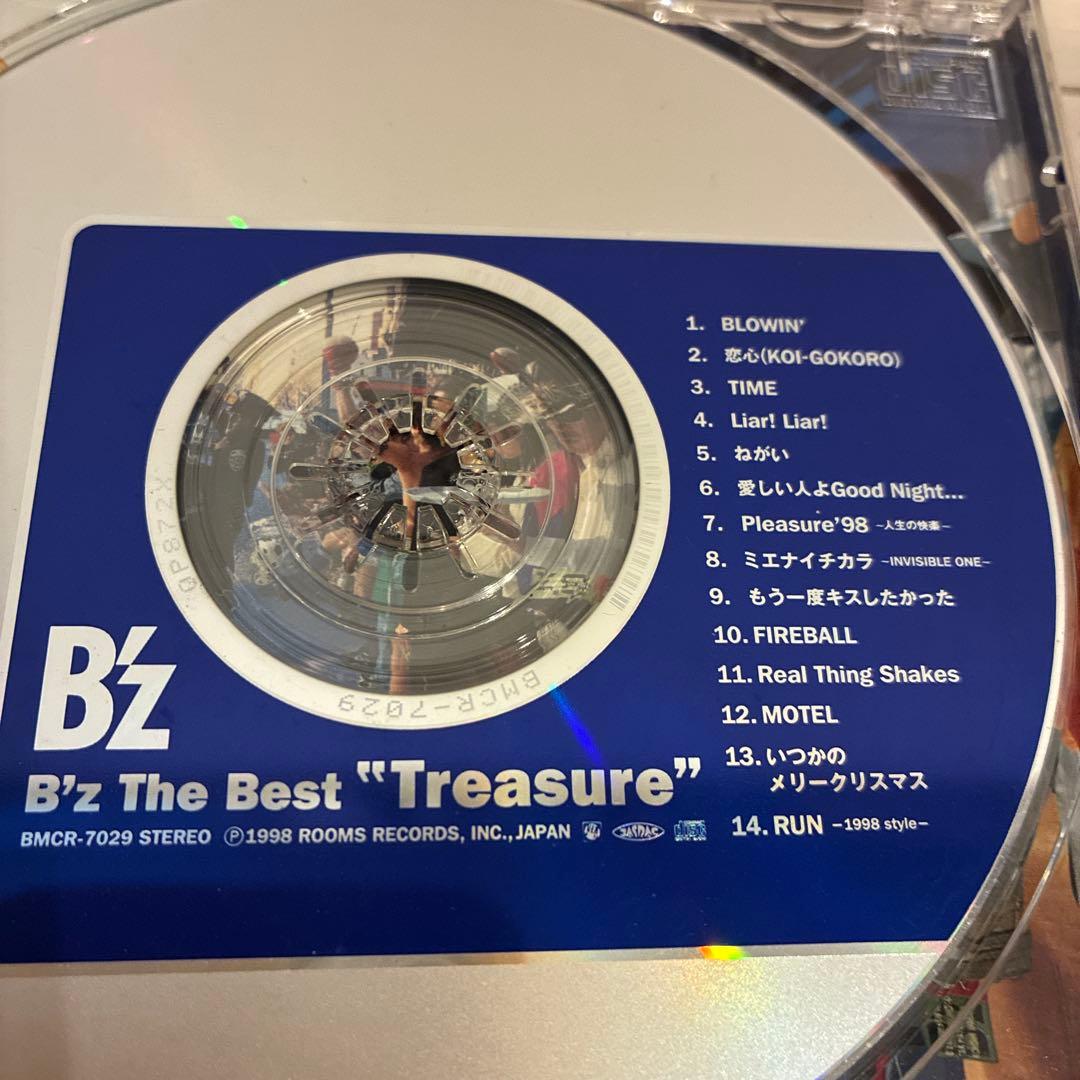 DISC
1. BLOWIN'
2. 恋心(KOI-GOKORO)
3. TIME
4. Liar! Liar!
5. ねがい
6. 愛しい人よGood Night...
7. Pleasure'98 −人生の快楽−
8. ミエナイチカラ −INVISIBLE ONE−
9. もう一度キスしたかった
10. FIREBALL
11. Real Thing Shakes
12. MOTEL
13. いつかの
メリークリスマス
14. RUN −1998 style−
BMCR-7029
B'z
B'z The Best “Treasure”
BMCR-7029 STEREO Ⓟ1998 ROOMS RECORDS, INC., JAPAN
JASRAC
DISC